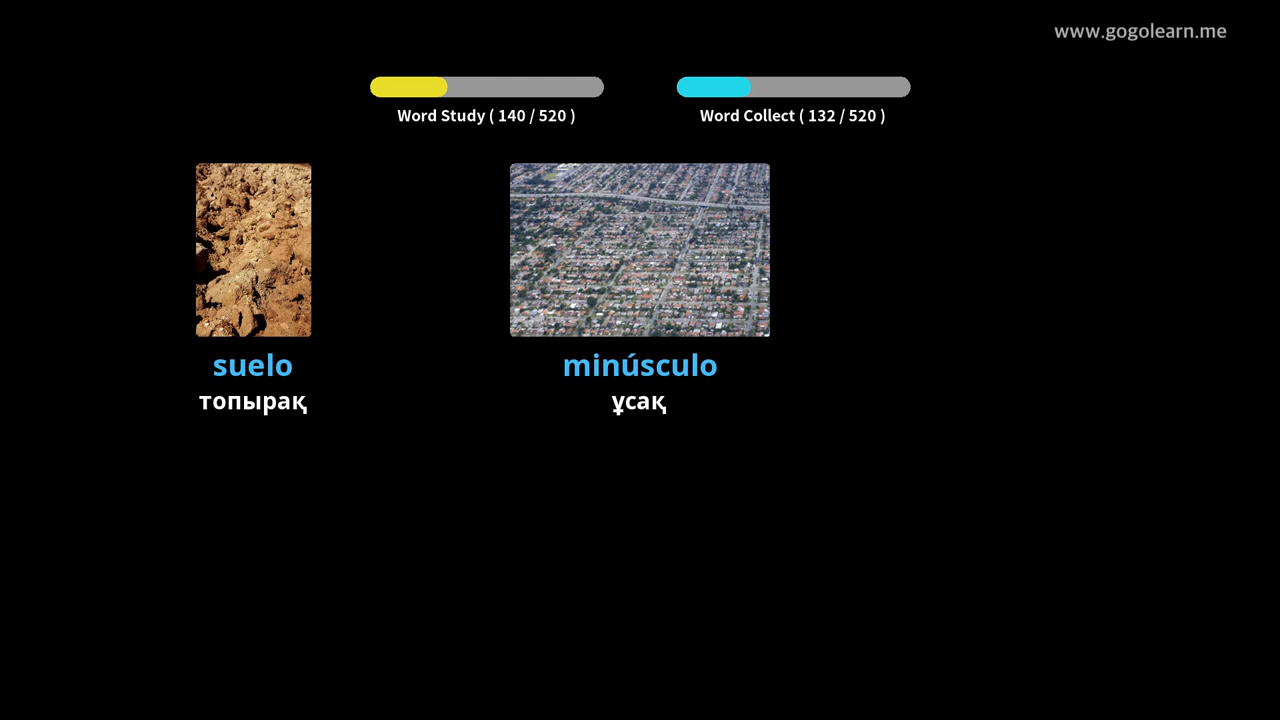 www.gogolearn.me
Word Study ( 140 / 520 )
Word Collect ( 132 / 520 )
suelo
топырақ
minúsculo
ұсақ